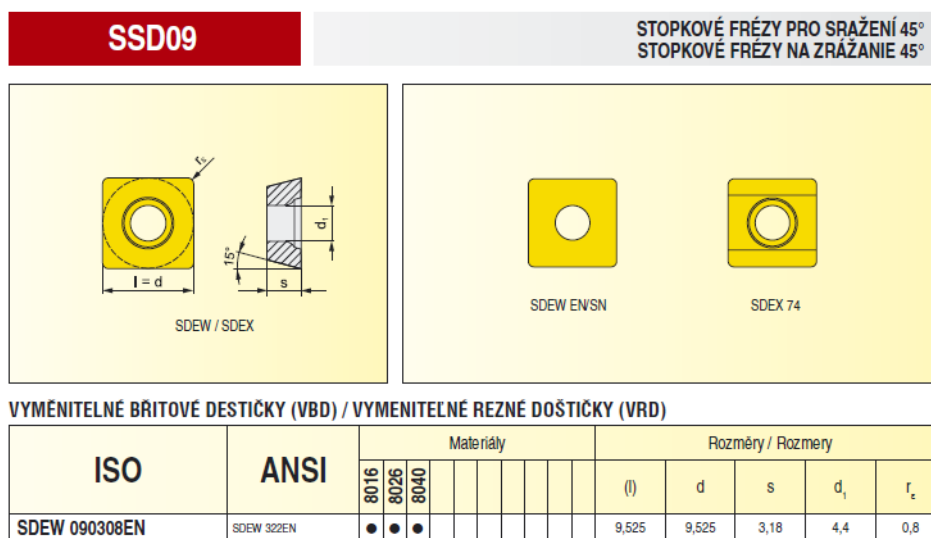 SSD09
STOPKOVÉ FRÉZY PRO SRAŽENÍ 45°
STOPKOVÉ FRÉZY NA ZRÁŽANIE 45°
rε
d₁
15°
l = d
s
SDEW / SDEX
SDEW EN/SN
SDEX 74
VYMĚNITELNÉ BŘITOVÉ DESTIČKY (VBD) / VYMENITEĽNÉ REZNÉ DOŠTIČKY (VRD)
ISO
ANSI
Materiály
Rozměry / Rozmery
8016
8026
8040
(l)
d
s
d₁
rε
SDEW 090308EN
SDEW 322EN
● ● ●
9,525
9,525
3,18
4,4
0,8